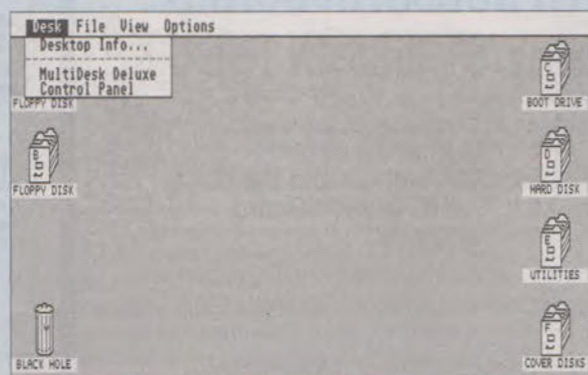 Desk File View Options
Desktop Info...
MultiDesk Deluxe
Control Panel
FLOPPY DISK
BOOT DRIVE
C
B
D
FLOPPY DISK
HARD DISK
E
UTILITIES
F
BLACK HOLE
COVER DISKS